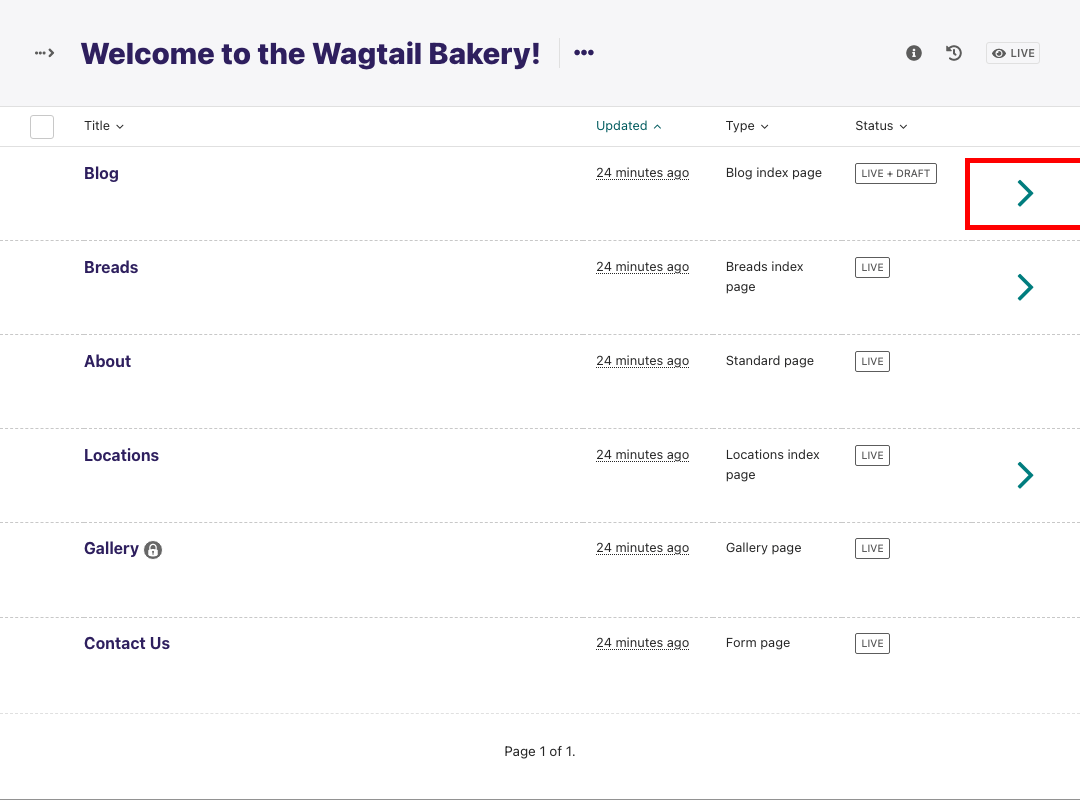 Welcome to the Wagtail Bakery!
LIVE
Title Updated Type Status
Blog 24 minutes ago Blog index page LIVE + DRAFT
Breads 24 minutes ago Breads index page LIVE
About 24 minutes ago Standard page LIVE
Locations 24 minutes ago Locations index page LIVE
Gallery 24 minutes ago Gallery page LIVE
Contact Us 24 minutes ago Form page LIVE
Page 1 of 1.